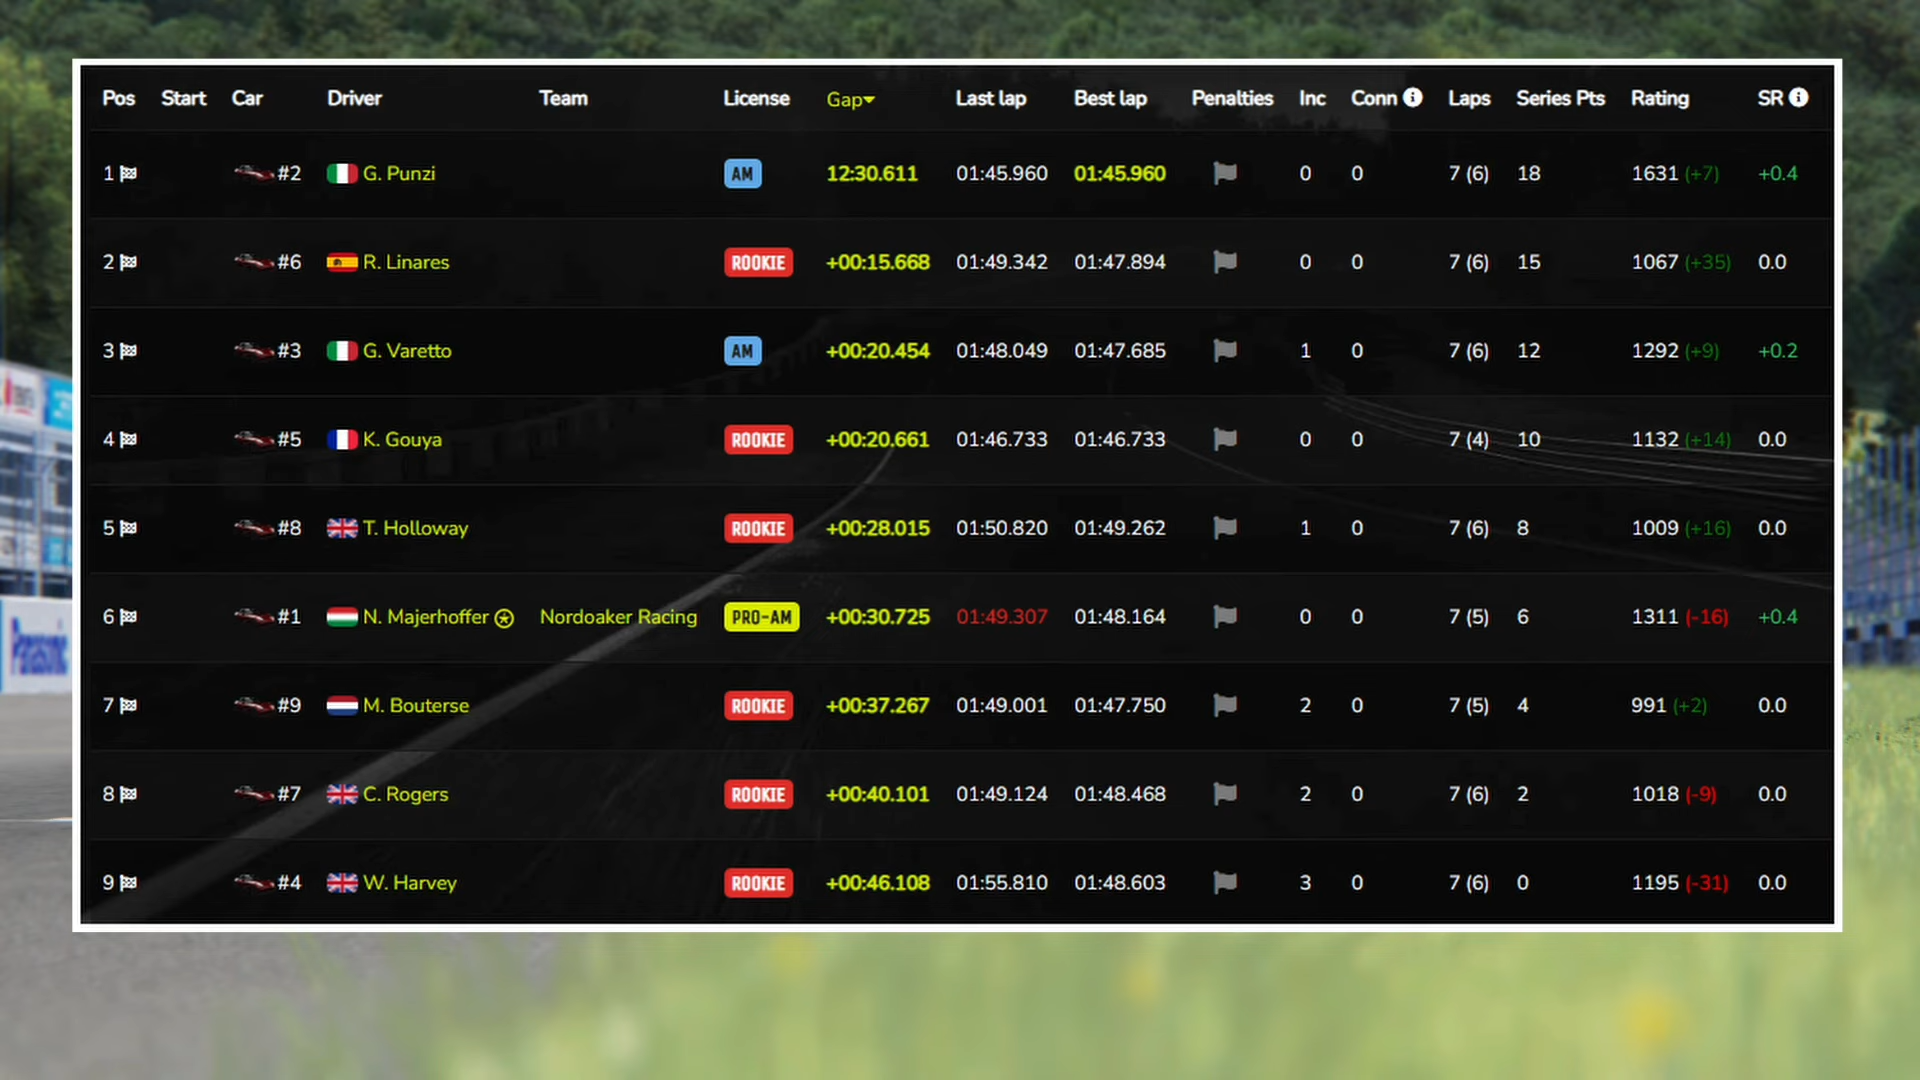 Pos Start Car Driver Team License Gap Last lap Best lap Penalties Inc Conn Laps Series Pts Rating SR
1 #2 G. Punzi AM 12:30.611 01:45.960 01:45.960 0 0 7 (6) 18 1631 (+7) +0.4
2 #6 R. Linares ROOKIE +00:15.668 01:49.342 01:47.894 0 0 7 (6) 15 1067 (+35) 0.0
3 #3 G. Varetto AM +00:20.454 01:48.049 01:47.685 1 0 7 (6) 12 1292 (+9) +0.2
4 #5 K. Gouya ROOKIE +00:20.661 01:46.733 01:46.733 0 0 7 (4) 10 1132 (+14) 0.0
5 #8 T. Holloway ROOKIE +00:28.015 01:50.820 01:49.262 1 0 7 (6) 8 1009 (+16) 0.0
6 #1 N. Majerhoffer Nordoaker Racing PRO-AM +00:30.725 01:49.307 01:48.164 0 0 7 (5) 6 1311 (-16) +0.4
7 #9 M. Bouterse ROOKIE +00:37.267 01:49.001 01:47.750 2 0 7 (5) 4 991 (+2) 0.0
8 #7 C. Rogers ROOKIE +00:40.101 01:49.124 01:48.468 2 0 7 (6) 2 1018 (-9) 0.0
9 #4 W. Harvey ROOKIE +00:46.108 01:55.810 01:48.603 3 0 7 (6) 0 1195 (-31) 0.0
Panasonic